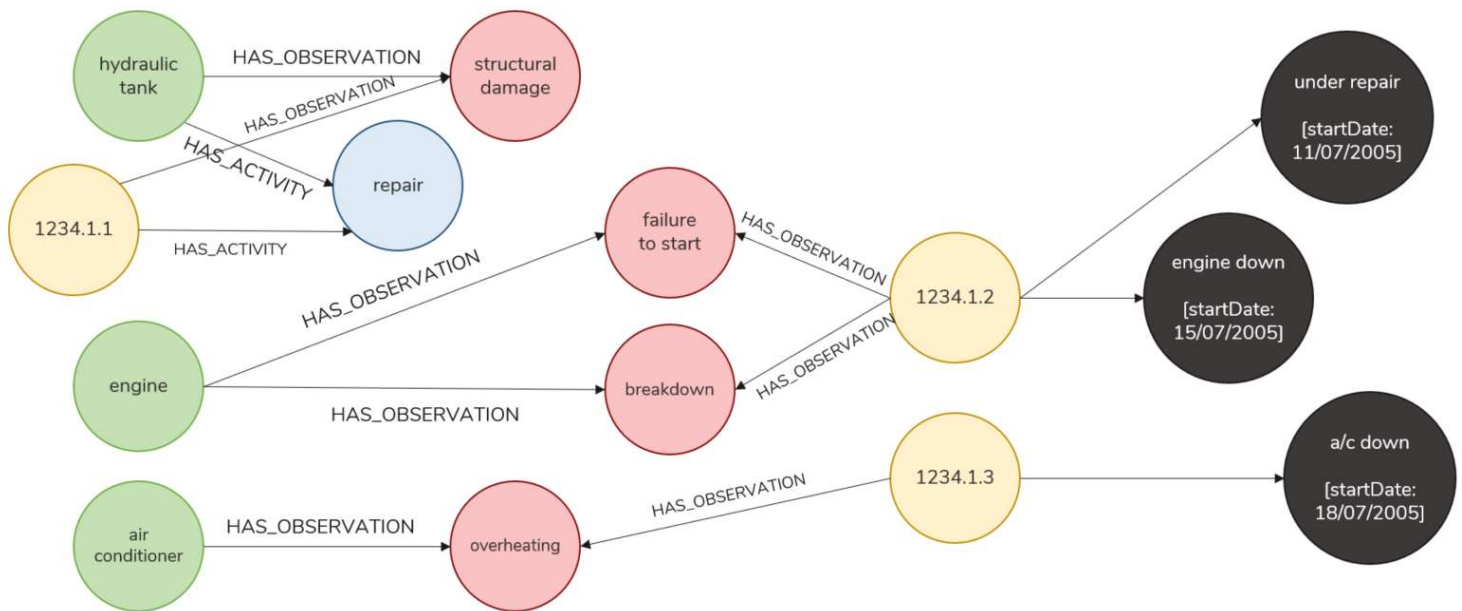 hydraulic
tank
HAS_OBSERVATION
structural
damage
HAS_OBSERVATION
HAS_ACTIVITY
repair
1234.1.1
HAS_ACTIVITY
under repair
[startDate:
11/07/2005]
failure
to start
HAS_OBSERVATION
HAS_OBSERVATION
1234.1.2
engine down
[startDate:
15/07/2005]
engine
HAS_OBSERVATION
breakdown
HAS_OBSERVATION
a/c down
[startDate:
18/07/2005]
1234.1.3
HAS_OBSERVATION
air
conditioner
HAS_OBSERVATION
overheating